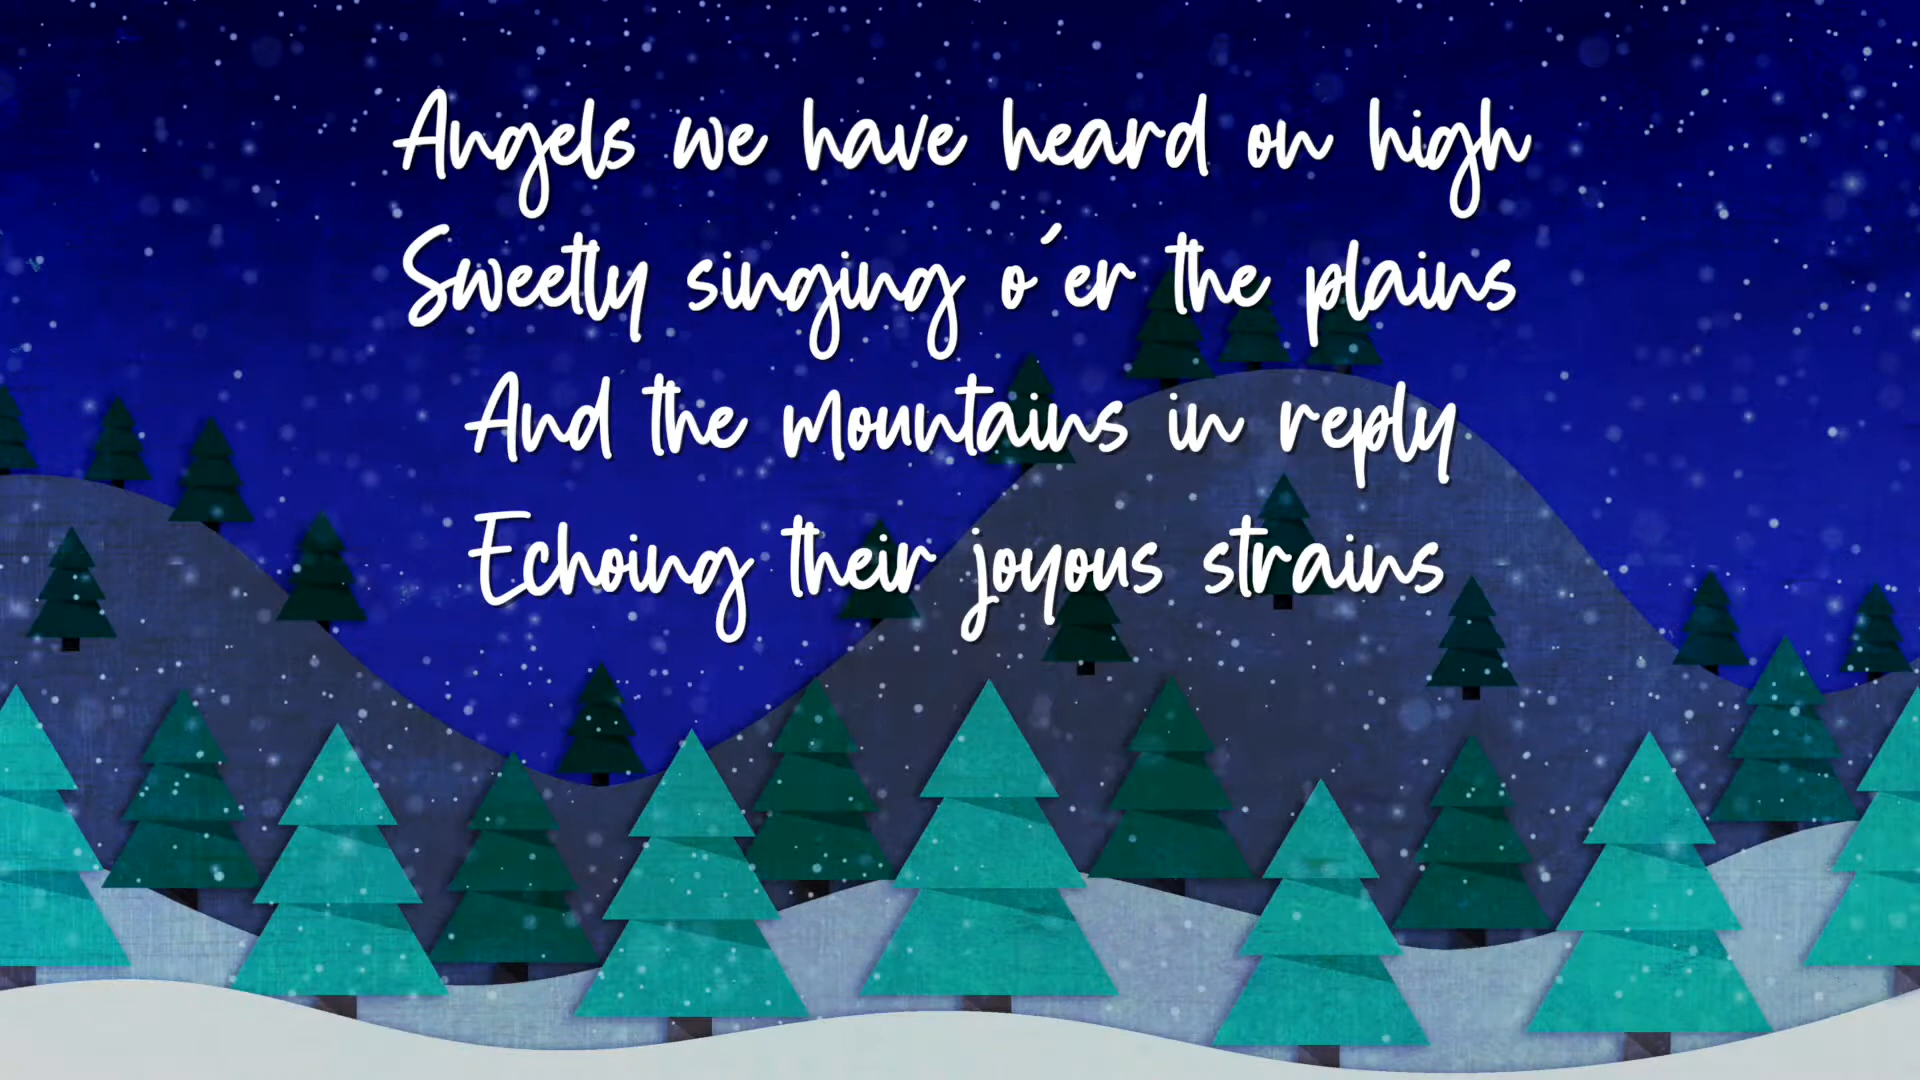 Angels we have heard on high
Sweetly singing o´er the plains
And the mountains in reply
Echoing their joyous strains